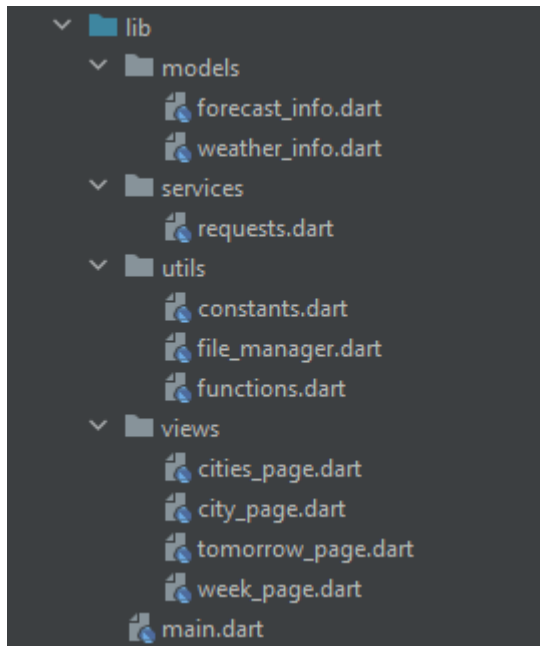 lib
models
forecast_info.dart
weather_info.dart
services
requests.dart
utils
constants.dart
file_manager.dart
functions.dart
views
cities_page.dart
city_page.dart
tomorrow_page.dart
week_page.dart
main.dart